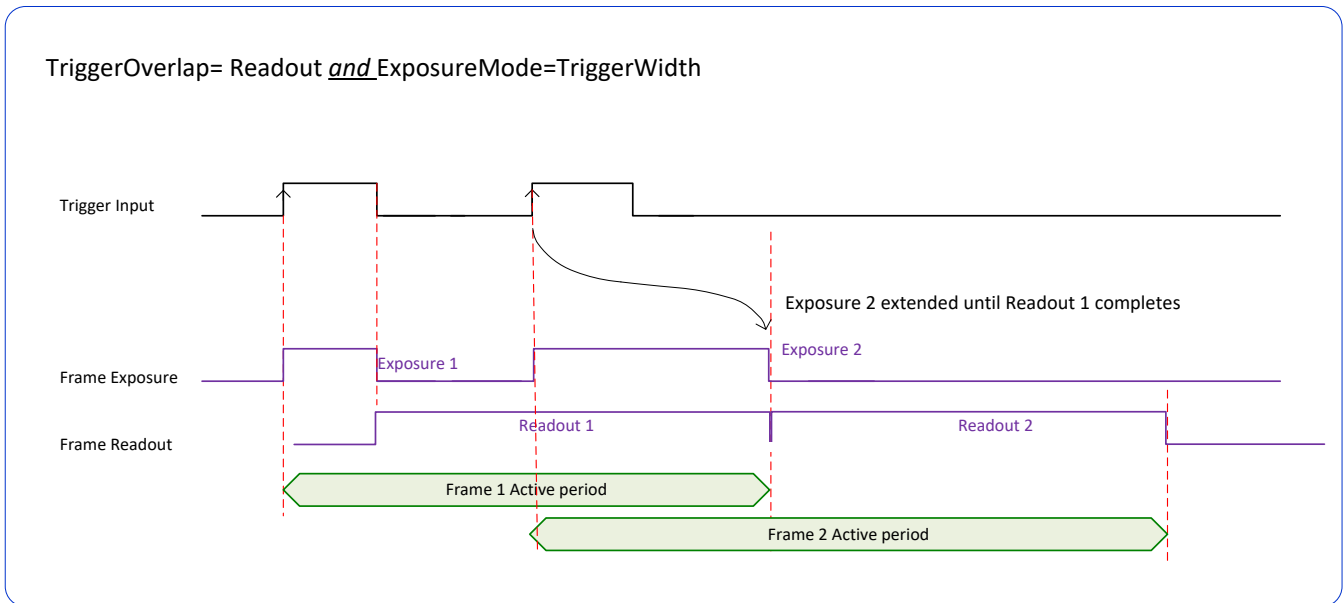 TriggerOverlap= Readout and ExposureMode=TriggerWidth
Trigger Input
Exposure 2 extended until Readout 1 completes
Exposure 2
Exposure 1
Frame Exposure
Readout 1
Readout 2
Frame Readout
Frame 1 Active period
Frame 2 Active period